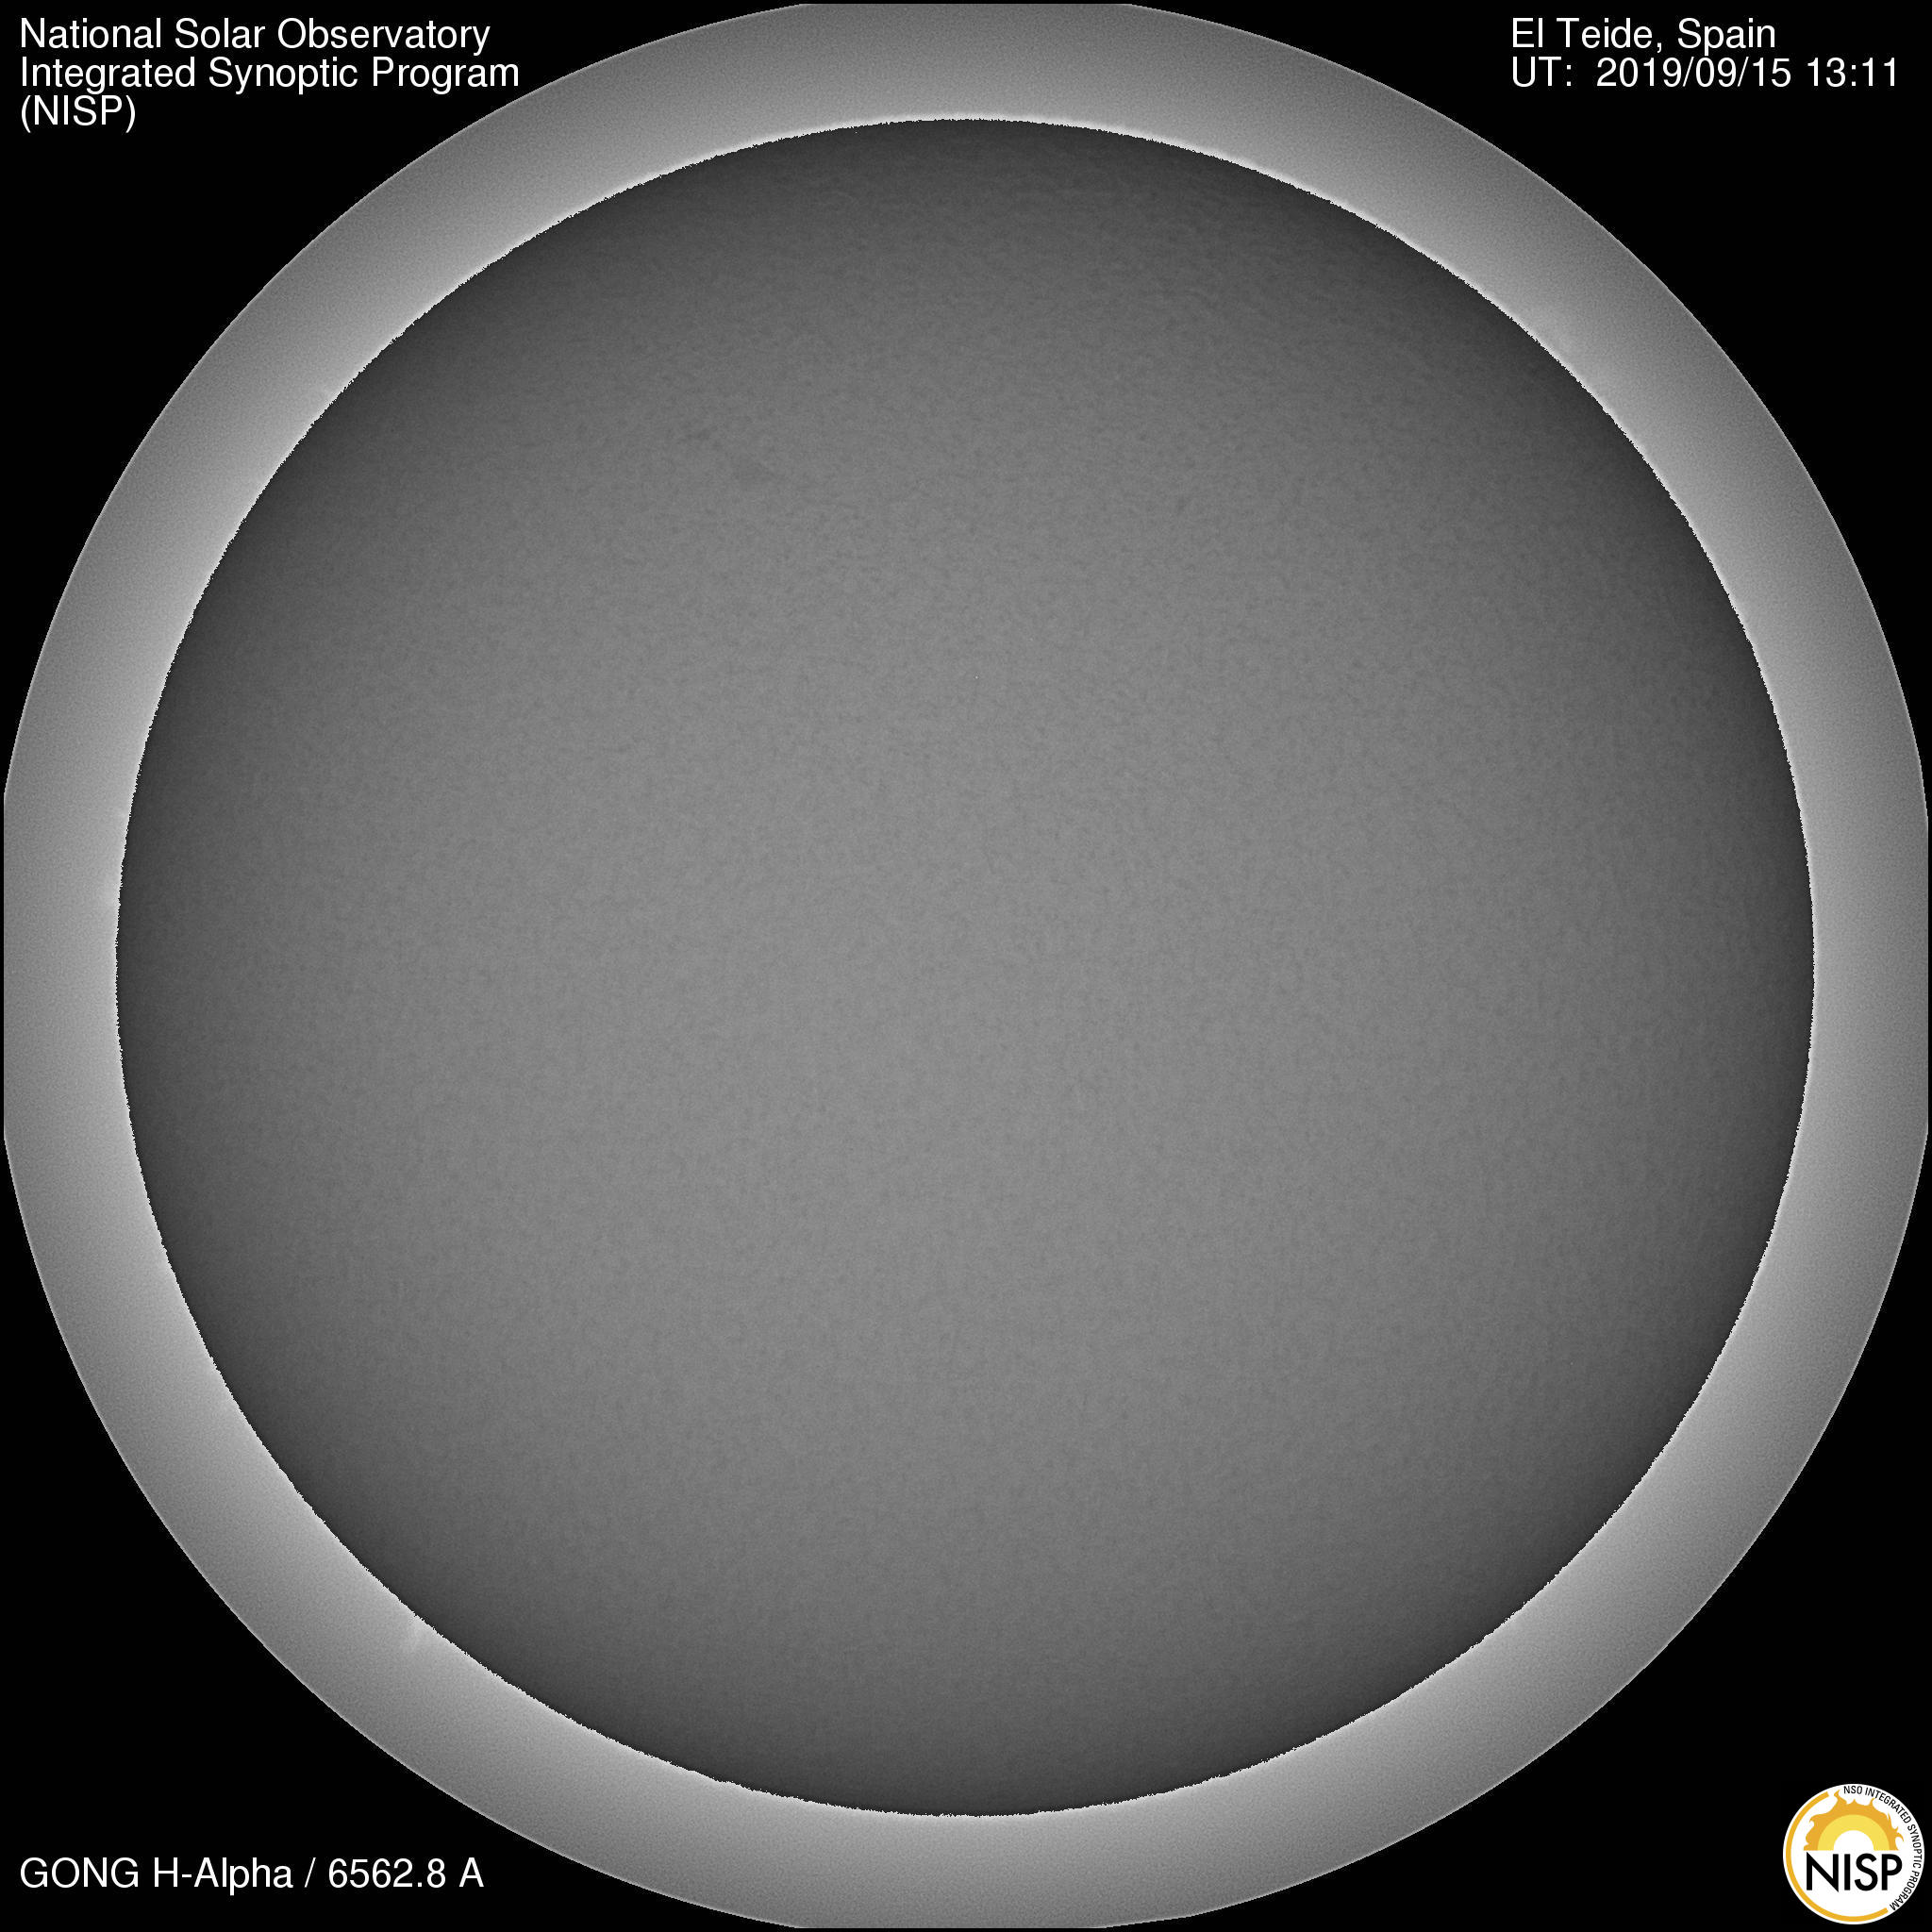 National Solar Observatory
Integrated Synoptic Program
(NISP)
El Teide, Spain
UT: 2019/09/15 13:11
GONG H-Alpha / 6562.8 A
NSO INTEGRATED SYNOPTIC PROGRAM
NISP